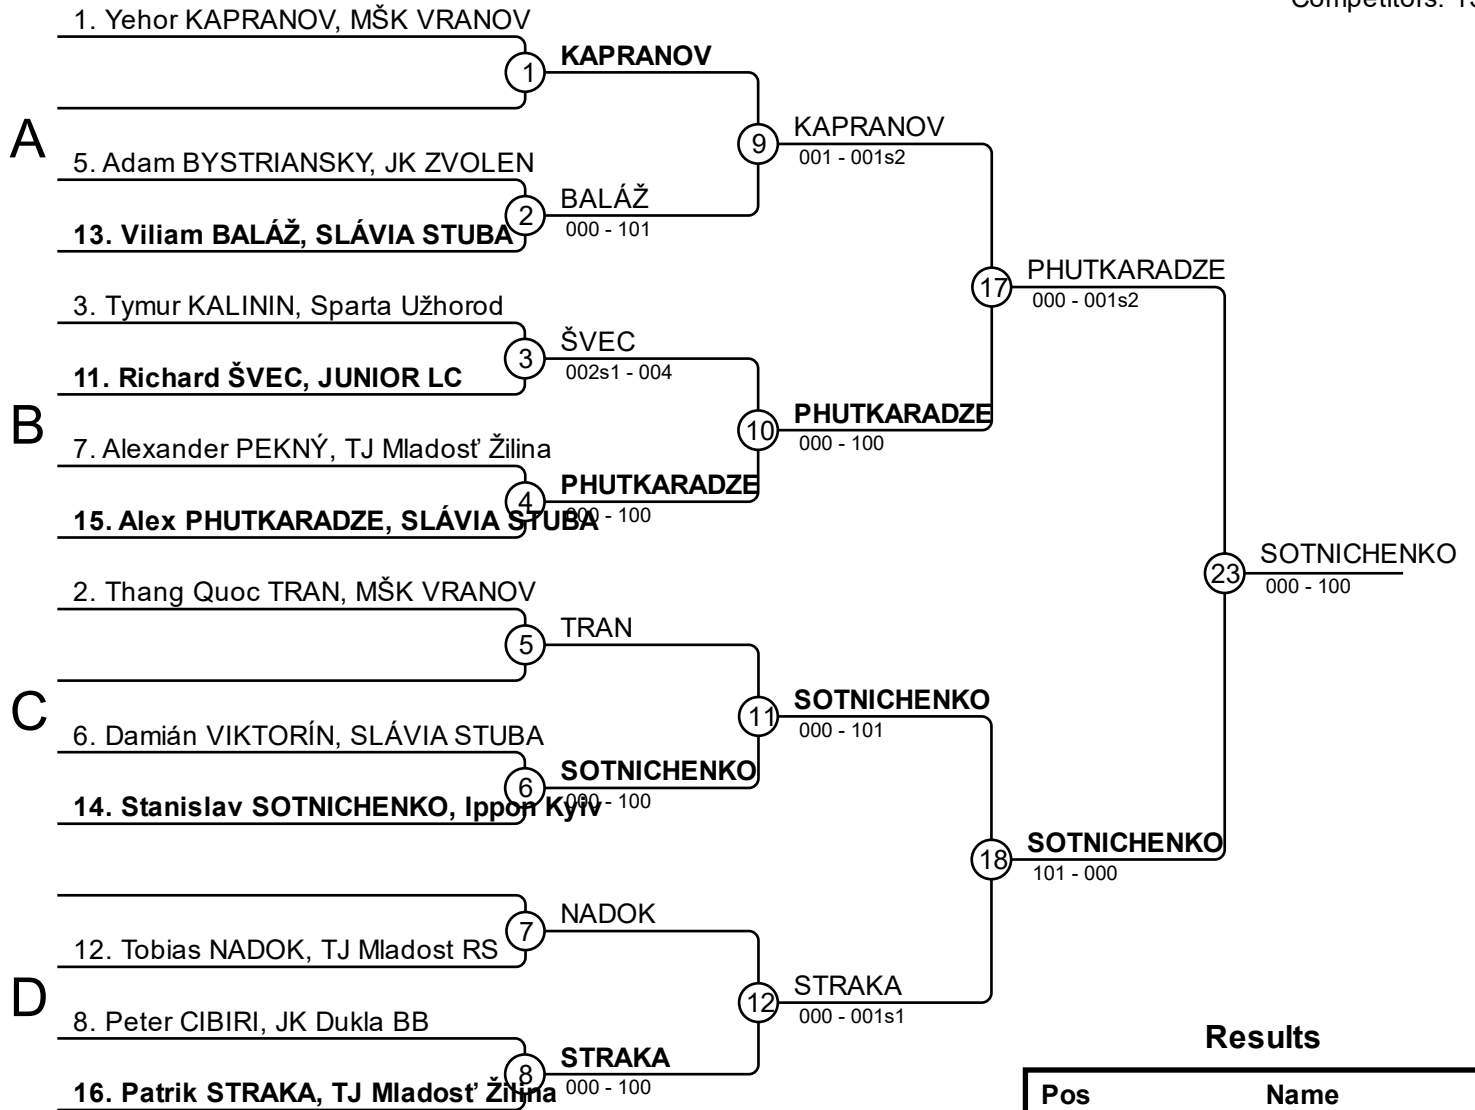 Competitors: 13
1. Yehor KAPRANOV, MŠK VRANOV
1
KAPRANOV
A
9
KAPRANOV
001 - 001s2
5. Adam BYSTRIANSKY, JK ZVOLEN
2
BALÁŽ
000 - 101
13. Viliam BALÁŽ, SLÁVIA STUBA
17
PHUTKARADZE
000 - 001s2
3. Tymur KALININ, Sparta Užhorod
3
ŠVEC
002s1 - 004
11. Richard ŠVEC, JUNIOR LC
B
10
PHUTKARADZE
000 - 100
7. Alexander PEKNÝ, TJ Mladosť Žilina
4
PHUTKARADZE
000 - 100
15. Alex PHUTKARADZE, SLÁVIA STUBA
23
SOTNICHENKO
000 - 100
2. Thang Quoc TRAN, MŠK VRANOV
5
TRAN
C
11
SOTNICHENKO
000 - 101
6. Damián VIKTORÍN, SLÁVIA STUBA
6
SOTNICHENKO
000 - 100
14. Stanislav SOTNICHENKO, Ippon Kyiv
18
SOTNICHENKO
101 - 000
7
NADOK
12. Tobias NADOK, TJ Mladost RS
D
12
STRAKA
000 - 001s1
8. Peter CIBIRI, JK Dukla BB
8
STRAKA
000 - 100
16. Patrik STRAKA, TJ Mladosť Žilina
Results
Pos Name